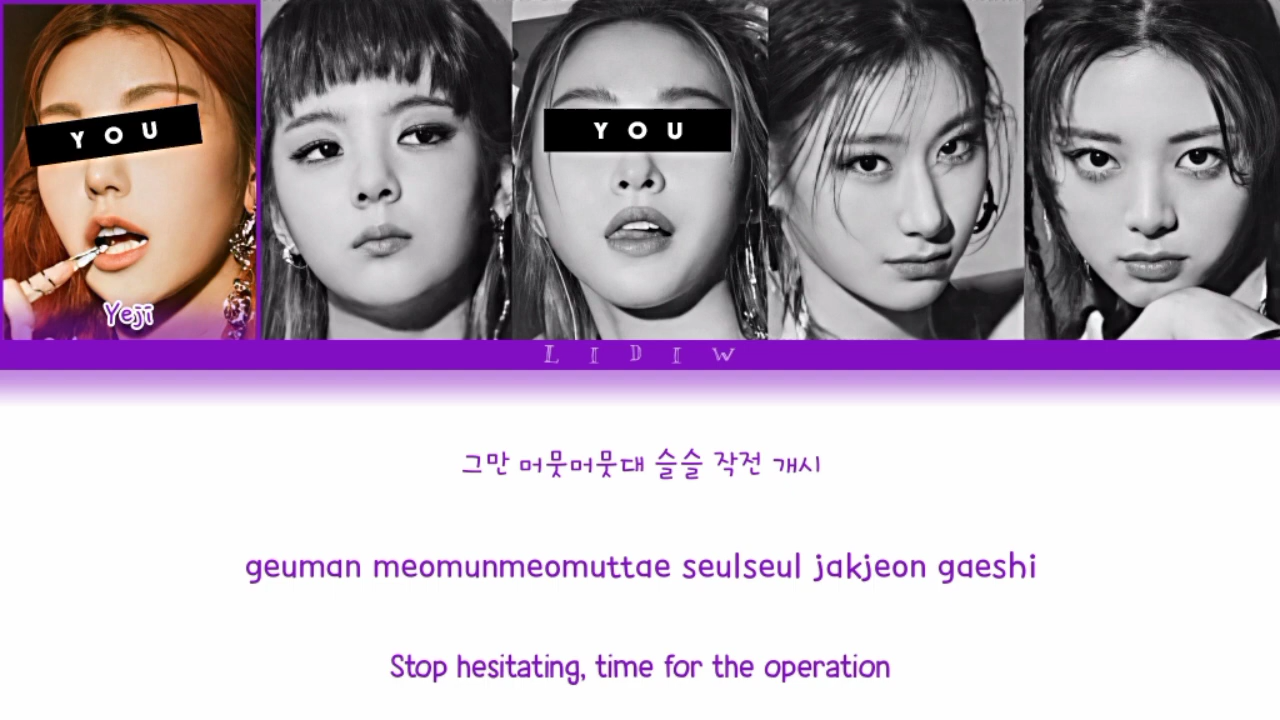 YOU
YOU
Yeji
LIDIW
그만 머뭇머뭇대 슬슬 작전 개시
geuman meomunmeomuttae seulseul jakjeon gaeshi
Stop hesitating, time for the operation